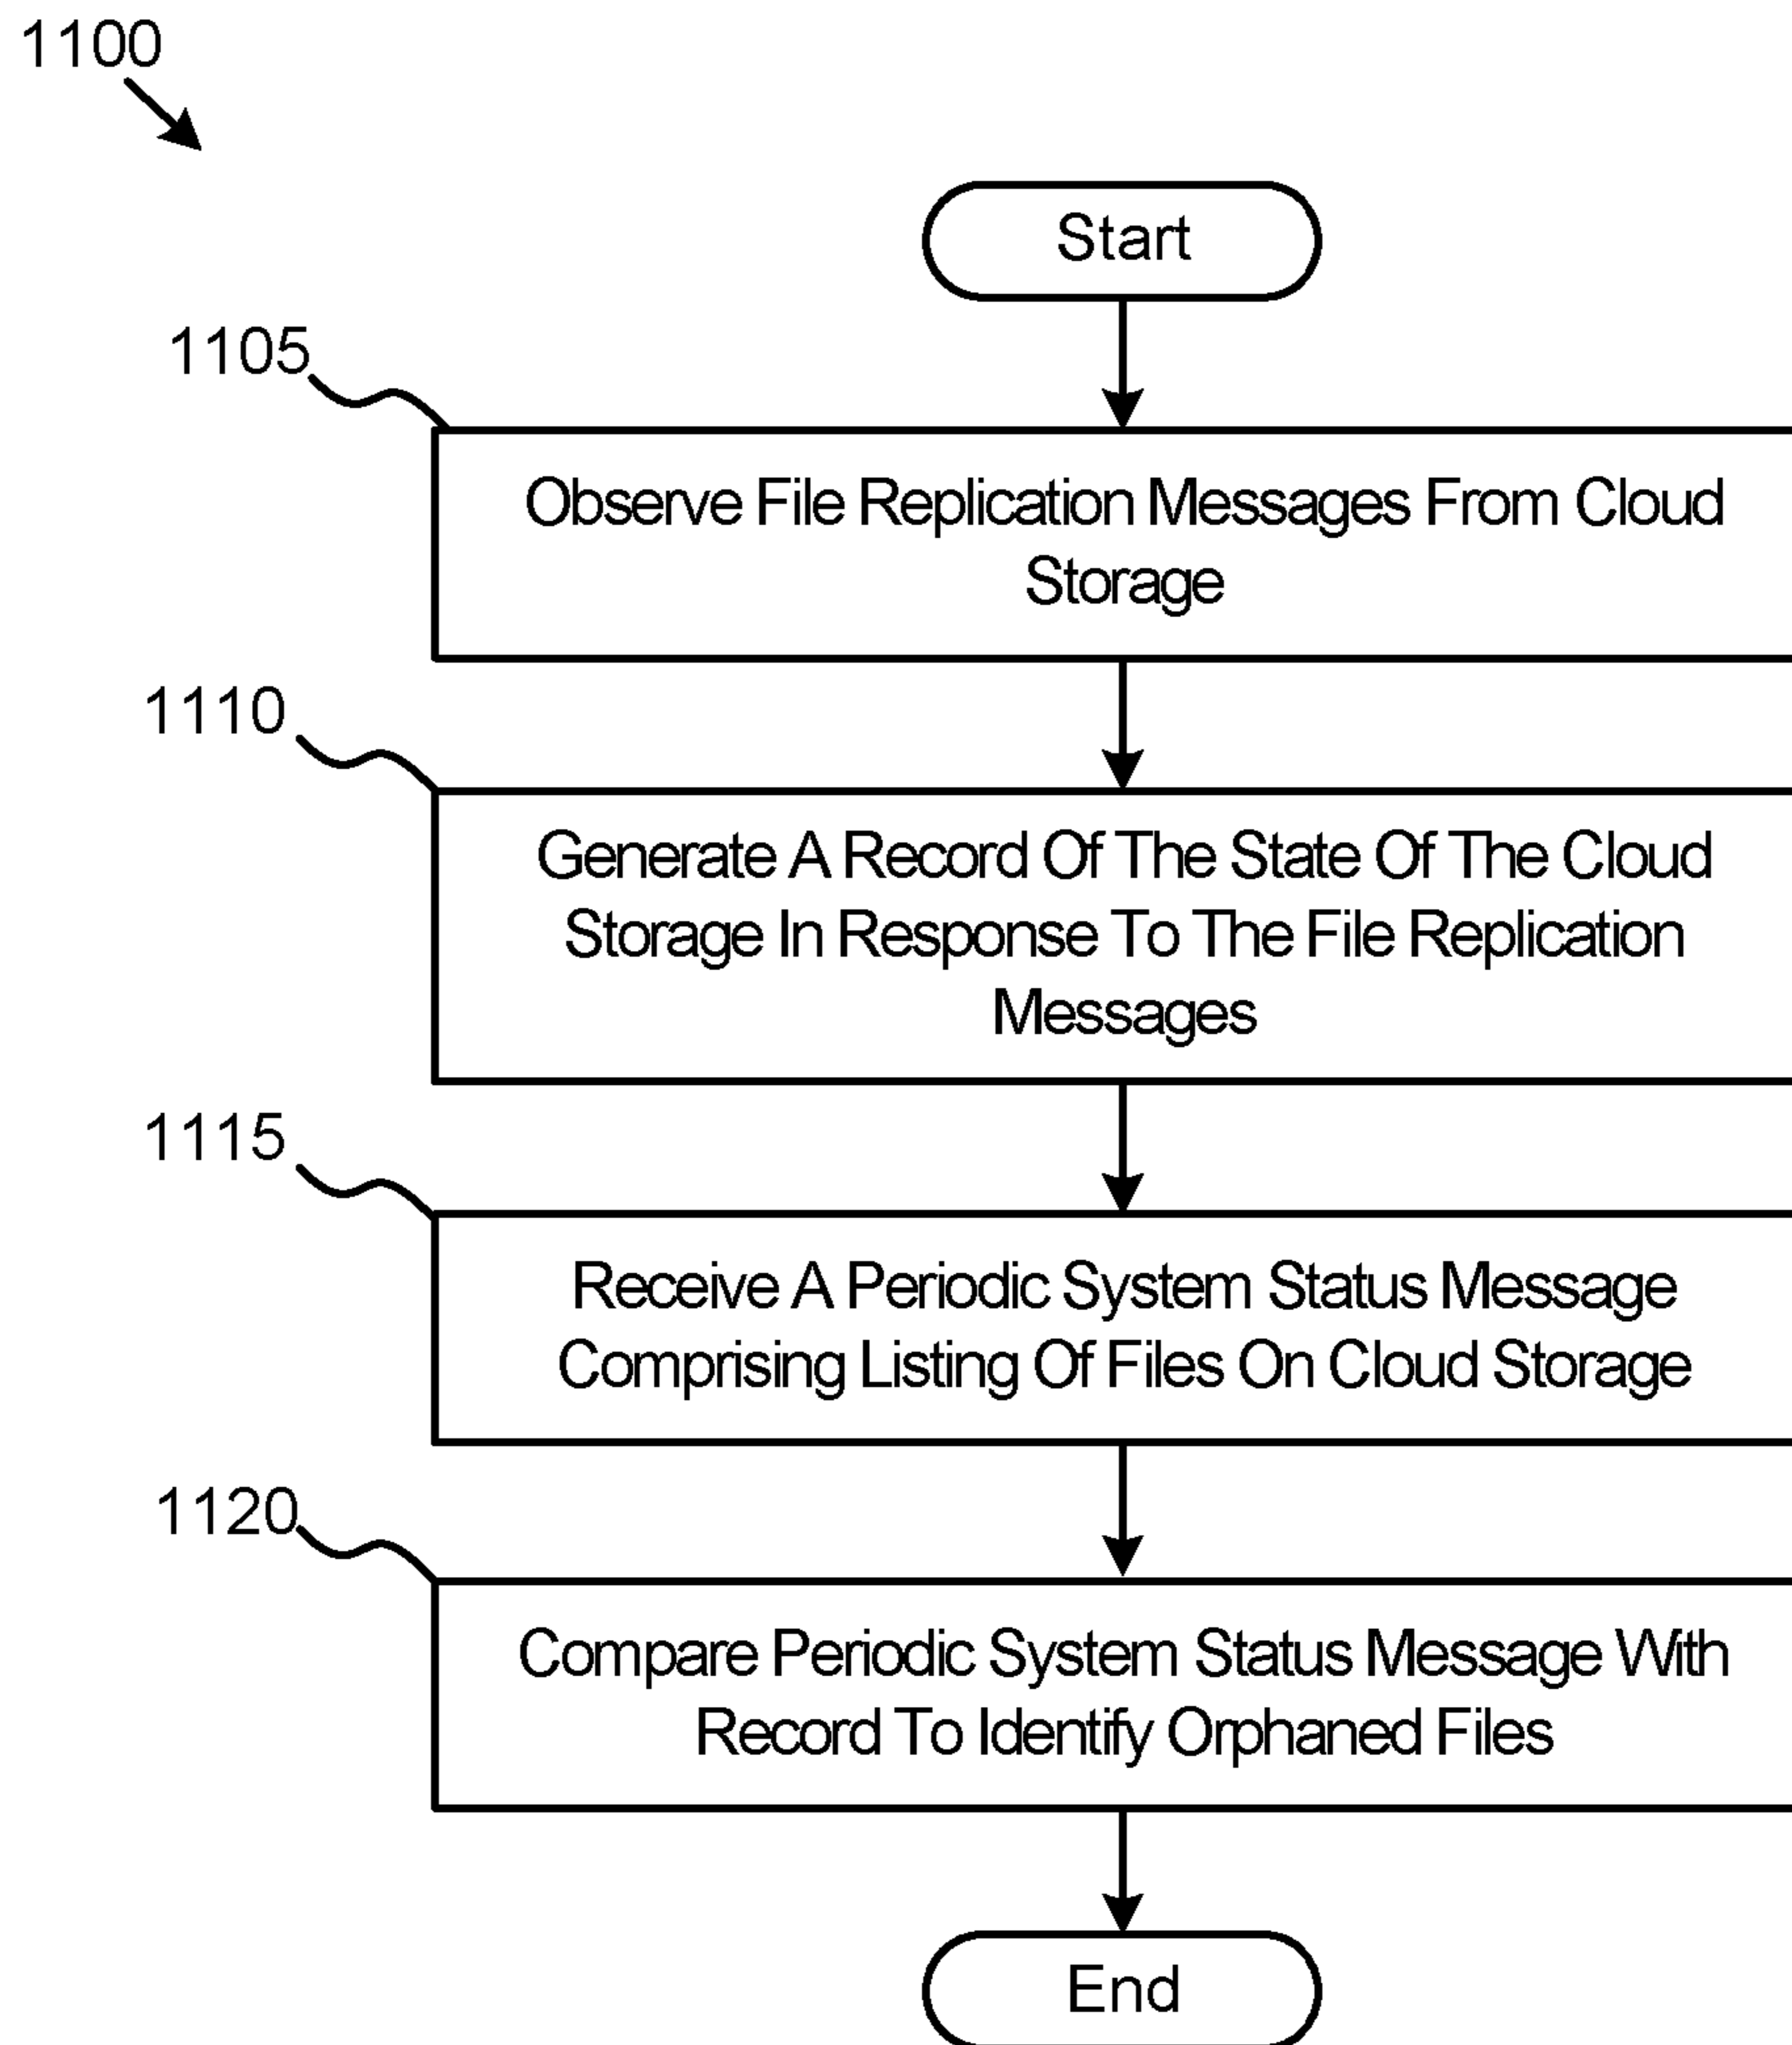 1100
Start
1105
Observe File Replication Messages From Cloud
Storage
1110
Generate A Record Of The State Of The Cloud
Storage In Response To The File Replication
Messages
1115
Receive A Periodic System Status Message
Comprising Listing Of Files On Cloud Storage
1120
Compare Periodic System Status Message With
Record To Identify Orphaned Files
End